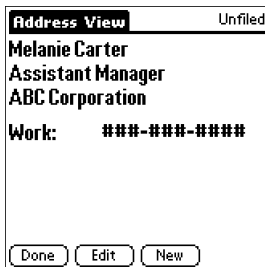 Address View Unfiled
Melanie Carter
Assistant Manager
ABC Corporation
Work: ###-###-####
Done Edit New